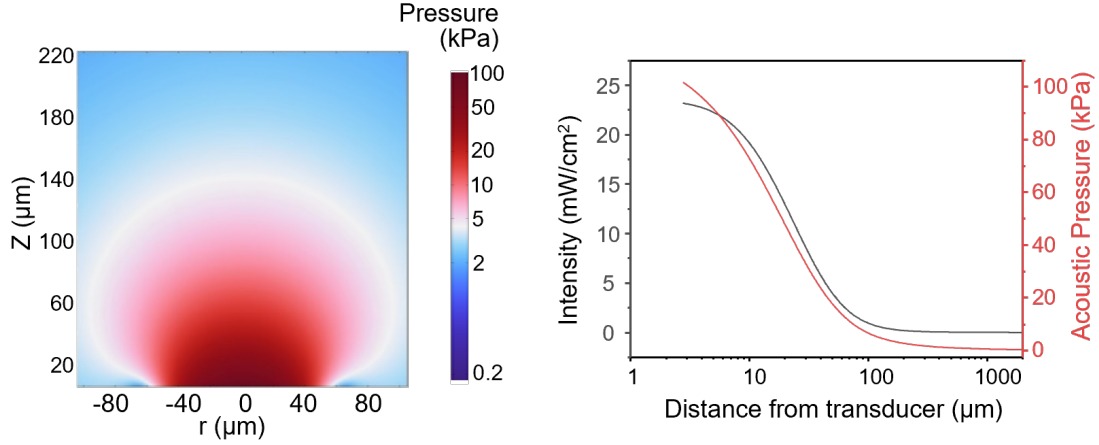 Pressure
(kPa)
220
180
140
100
60
20
Z (µm)
-80 -40 0 40 80
r (µm)
100
50
20
10
5
2
0.2
Intensity (mW/cm²)
25
20
15
10
5
0
1 10 100 1000
Distance from transducer (µm)
100
80
60
40
20
0
Acoustic Pressure (kPa)